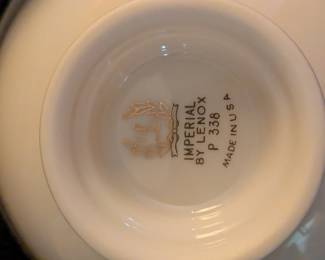 IMPERIAL
BY LENOX
P 338
MADE IN USA